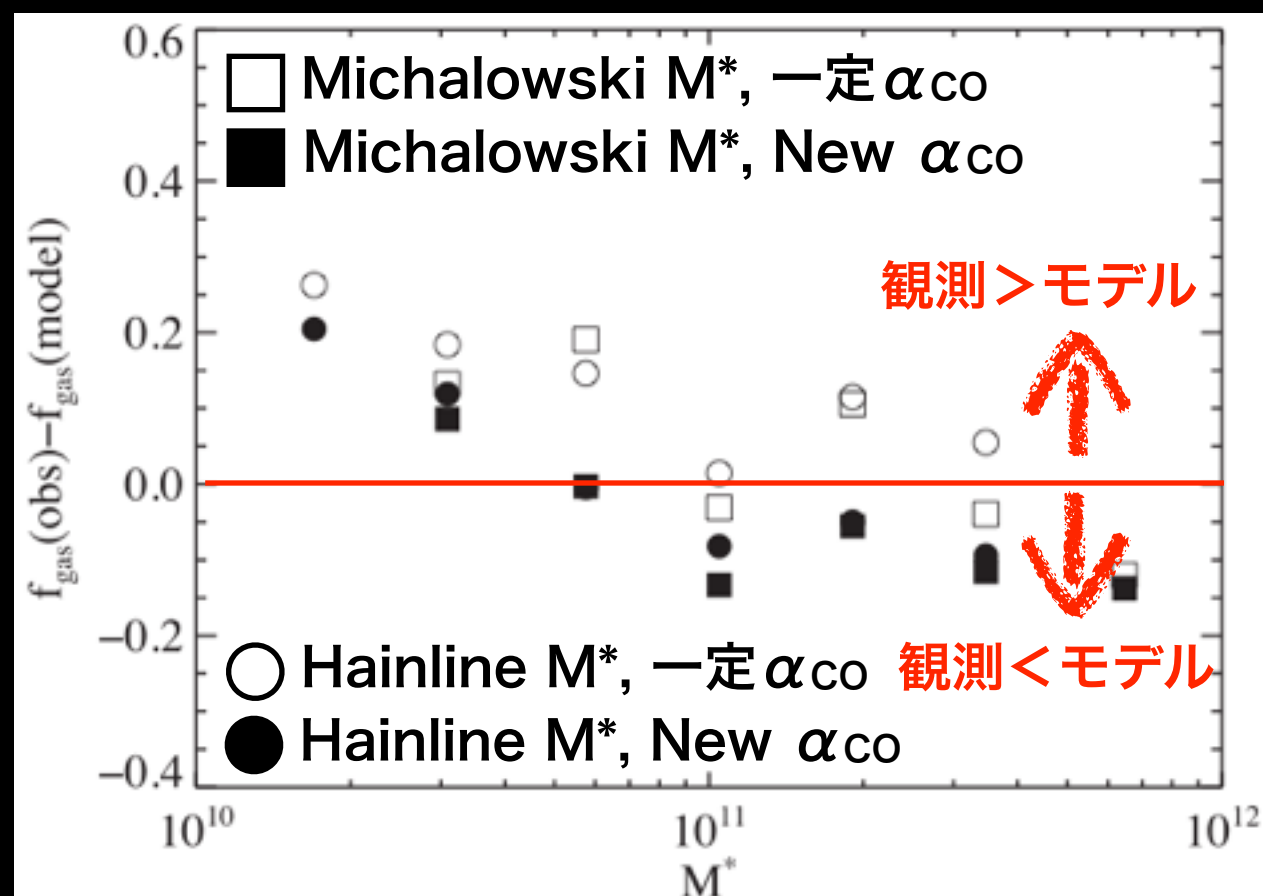 0.6
□ Michalowski M*, 一定αco
■ Michalowski M*, New αco
0.4
観測＞モデル
0.2
0.0
−0.2
○ Hainline M*, 一定αco
観測＜モデル
● Hainline M*, New αco
−0.4
fgas(obs)−fgas(model)
10^10
10^11
10^12
M*